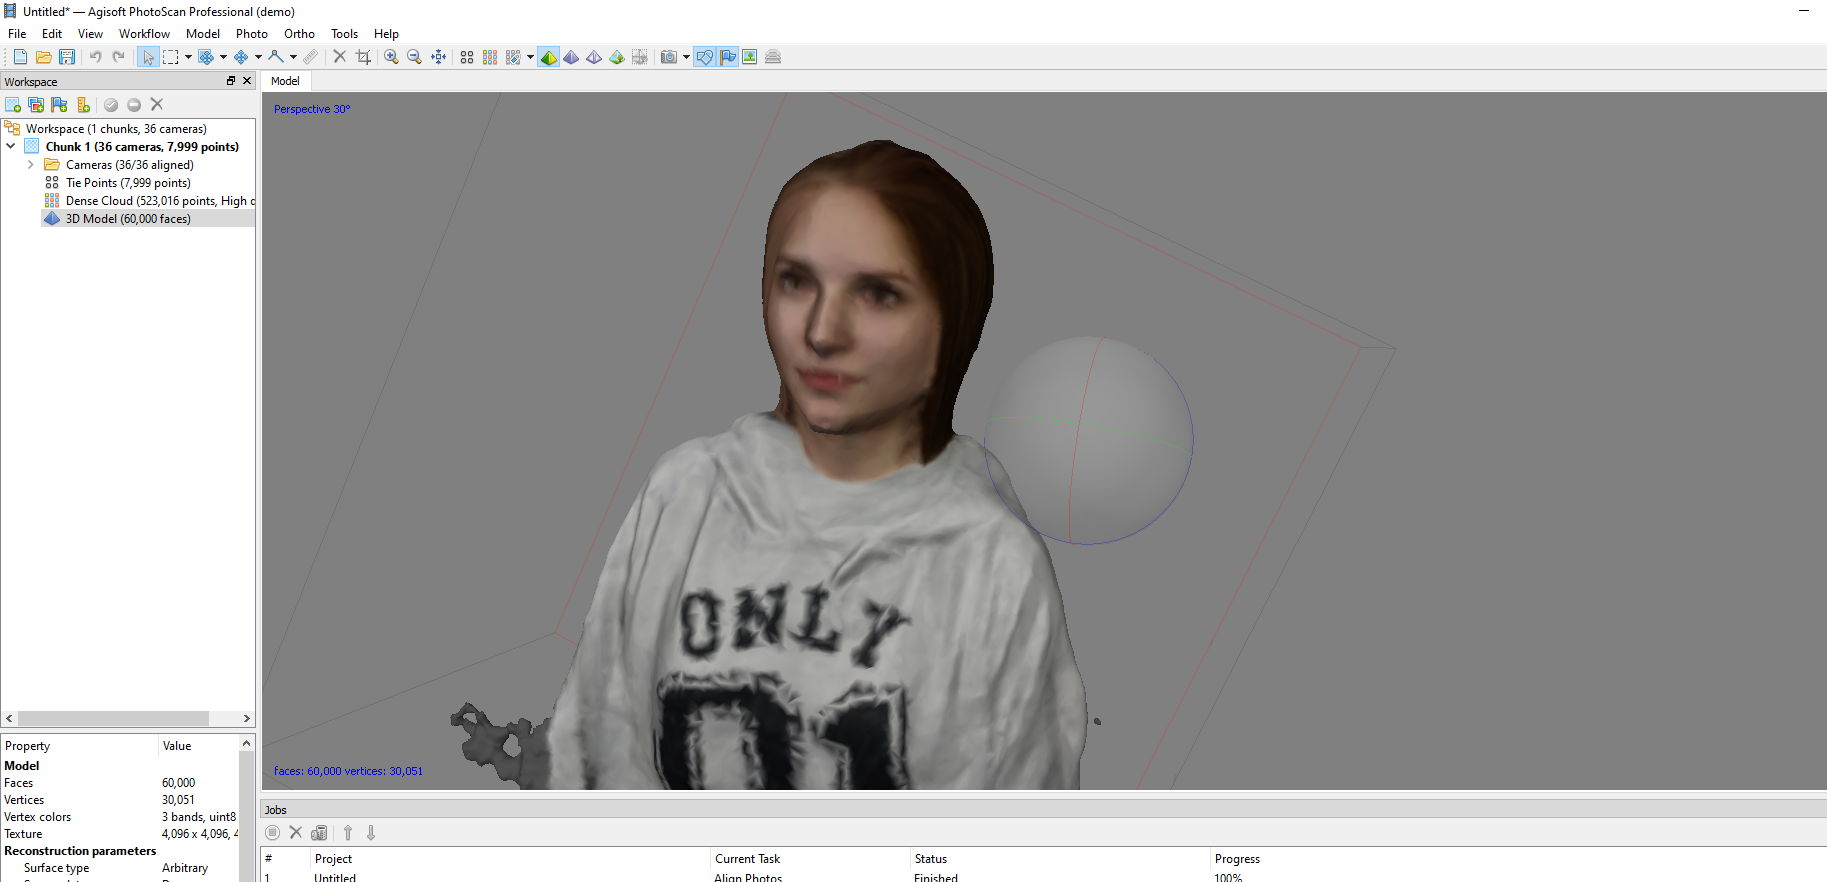 Untitled* — Agisoft PhotoScan Professional (demo)
File Edit View Workflow Model Photo Ortho Tools Help
Workspace
Workspace (1 chunks, 36 cameras)
Chunk 1 (36 cameras, 7,999 points)
Cameras (36/36 aligned)
Tie Points (7,999 points)
Dense Cloud (523,016 points, High
3D Model (60,000 faces)
Property Value
Model
Faces 60,000
Vertices 30,051
Vertex colors 3 bands, uint8
Texture 4,096 x 4,096, 4
Reconstruction parameters
Surface type Arbitrary
Model
Perspective 30°
ONLY
01
faces: 60,000 vertices: 30,051
Jobs
# Project Current Task Status Progress
1 Untitled Align Photos Finished 100%